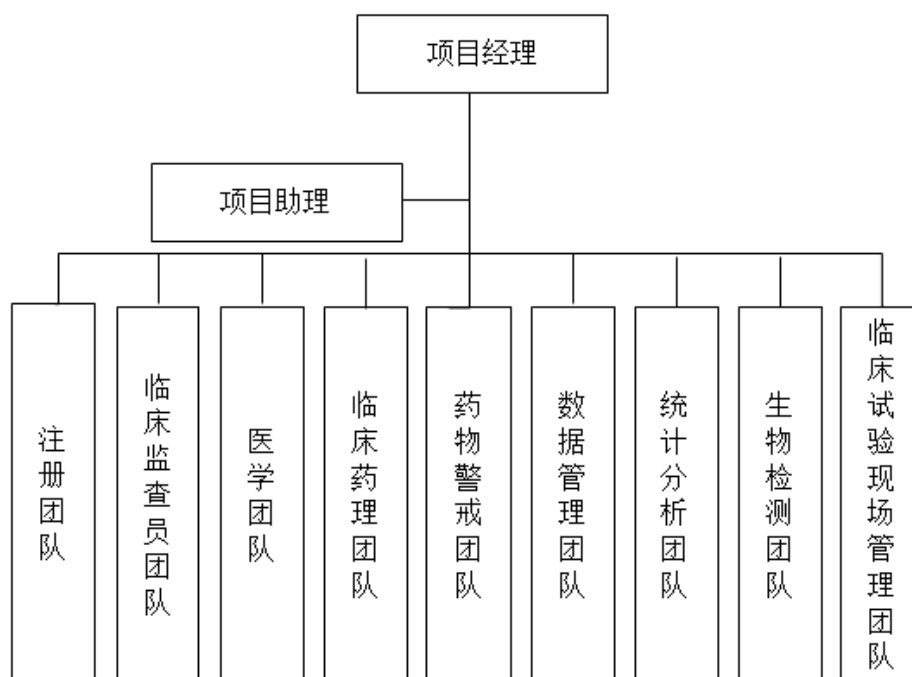 项目经理
项目助理
注册团队
临床监查员团队
医学团队
临床药理团队
药物警戒团队
数据管理团队
统计分析团队
生物检测团队
临床试验现场管理团队